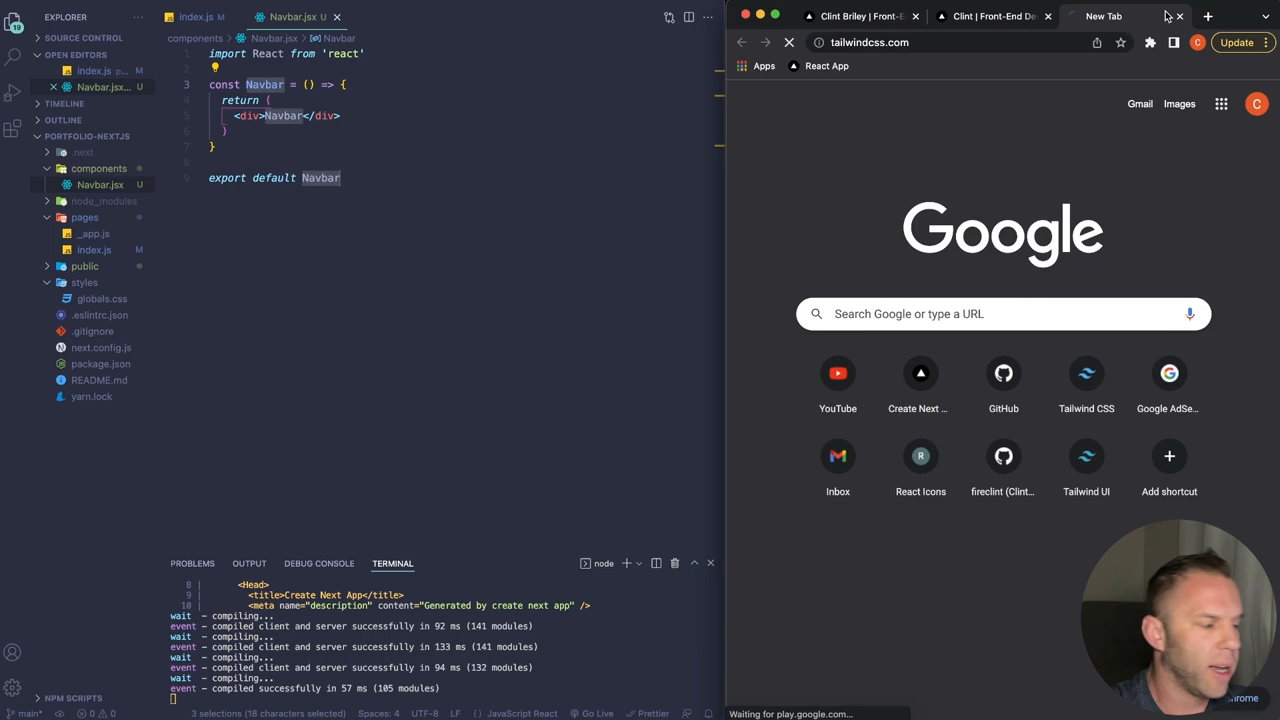 19
EXPLORER
SOURCE CONTROL
OPEN EDITORS
index.js p... M
Navbar.jsx... U
TIMELINE
OUTLINE
PORTFOLIO-NEXTJS
.next
components
Navbar.jsx U
node_modules
pages
_app.js
index.js M
public
styles
globals.css
.eslintrc.json
.gitignore
next.config.js
package.json
README.md
yarn.lock
NPM SCRIPTS
index.js M
Navbar.jsx U
components > Navbar.jsx > Navbar
1 import React from 'react'
2
3 const Navbar = () => {
4 return (
5 <div>Navbar</div>
6 )
7 }
8
9 export default Navbar
PROBLEMS OUTPUT DEBUG CONSOLE TERMINAL
node
8 | <Head>
9 | <title>Create Next App</title>
10 | <meta name="description" content="Generated by create next app" />
wait - compiling...
event - compiled client and server successfully in 92 ms (141 modules)
wait - compiling...
event - compiled client and server successfully in 133 ms (141 modules)
wait - compiling...
event - compiled client and server successfully in 94 ms (132 modules)
wait - compiling...
event - compiled successfully in 57 ms (105 modules)
main* 0 0 3 selections (18 characters selected) Spaces: 4 UTF-8 LF JavaScript React Go Live Prettier
Clint Briley | Front-E
Clint | Front-End De
New Tab
tailwindcss.com
C
Update
Apps
React App
Gmail Images
C
Google
Search Google or type a URL
YouTube
Create Next ...
GitHub
Tailwind CSS
Google AdSe...
Inbox
R
React Icons
fireclint (Clint...
Tailwind UI
Add shortcut
Waiting for play.google.com...